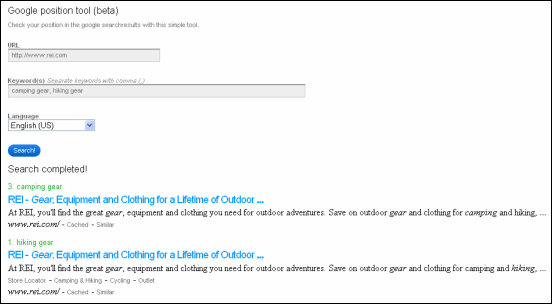 Google position tool (beta)
Check your position in the google searchresults with this simple tool.
URL
http://www.rei.com
Keyword(s) Separate keywords with comma (,)
camping gear, hiking gear
Language
English (US)
Search!
Search completed!
3. camping gear
REI - Gear, Equipment and Clothing for a Lifetime of Outdoor ...
At REI, you'll find the great gear, equipment and clothing you need for outdoor adventures. Save on outdoor gear and clothing for camping and hiking, ...
www.rei.com/ - Cached - Similar
1. hiking gear
REI - Gear, Equipment and Clothing for a Lifetime of Outdoor ...
At REI, you'll find the great gear, equipment and clothing you need for outdoor adventures. Save on outdoor gear and clothing for camping and hiking, ...
Store Locator - Camping & Hiking - Cycling - Outlet
www.rei.com/ - Cached - Similar